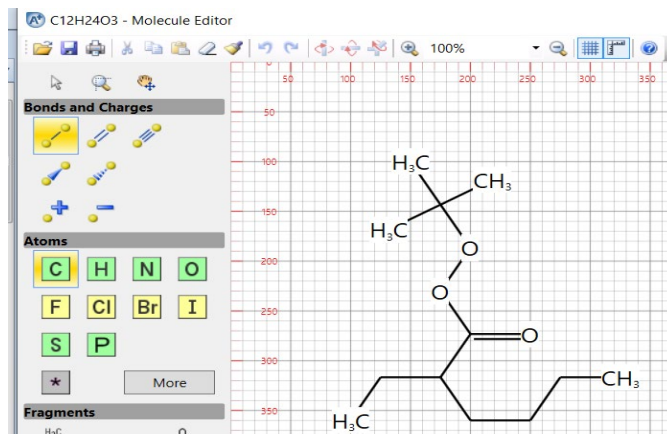 C12H24O3 - Molecule Editor
100%
50 100 150 200 250 300 350
Bonds and Charges
50
100
150
200
250
300
350
Atoms
C H N O
F Cl Br I
S P
* More
Fragments
H₃C
CH₃
H₃C
O
O
O
CH₃
H₃C
H₃C O